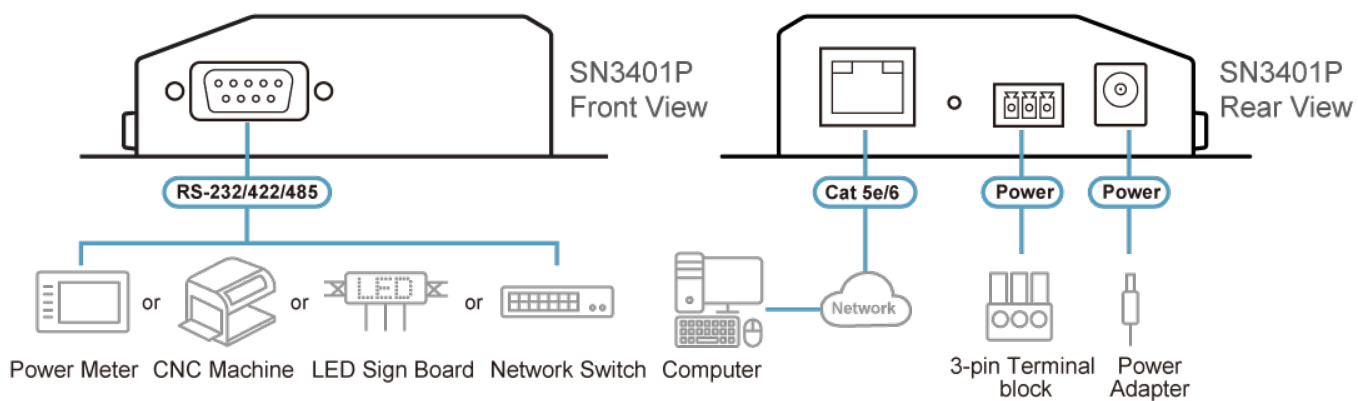 SN3401P
Front View
SN3401P
Rear View
RS-232/422/485
Cat 5e/6
Power
Power
or
or
LED
or
Network
Power Meter
CNC Machine
LED Sign Board
Network Switch
Computer
3-pin Terminal
block
Power
Adapter